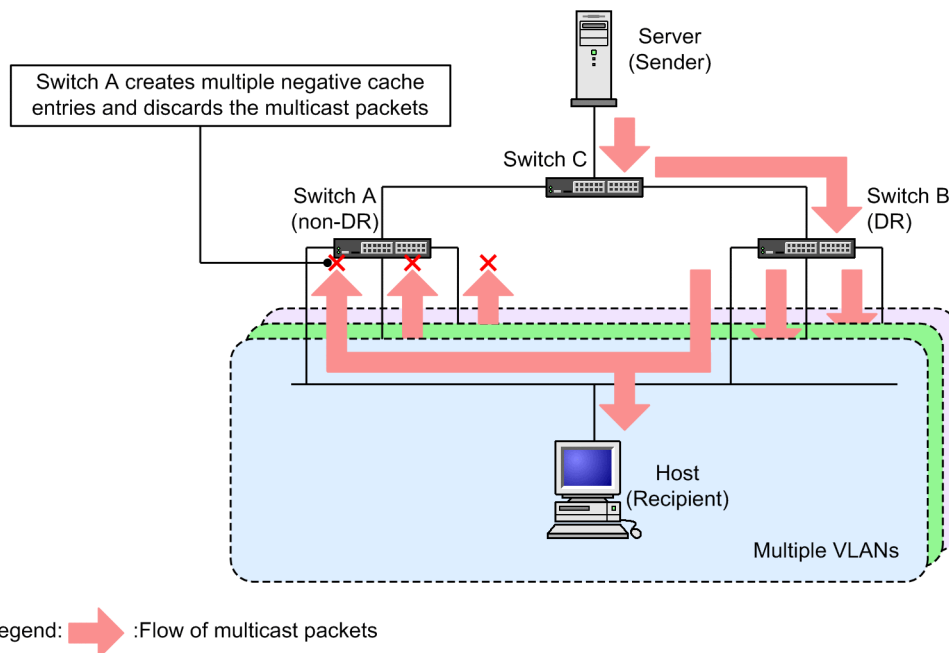 Server
(Sender)
Switch A creates multiple negative cache
entries and discards the multicast packets
Switch C
Switch A
(non-DR)
Switch B
(DR)
Host
(Recipient)
Multiple VLANs
egend: :Flow of multicast packets